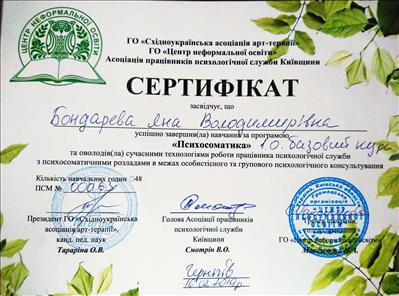 ЦЕНТР НЕФОРМАЛЬНОЇ ОСВІТИ
ГО «Східноукраїнська асоціація арт-терапії»
ГО «Центр неформальної освіти»
Асоціація працівників психологічної служби Київщини
СЕРТИФІКАТ
засвідчує, що
Бондарева Яна Володимирівна
успішно завершив(ла) навчання за програмою
«Психосоматика» І.О. базовий курс
та оволодів(ла) сучасними технологіями роботи працівника психологічної служби
з психосоматичними розладами в межах особистісного та групового психологічного консультування
Кількість навчальних годин □48
ПСМ №
Президент ГО «Східноукраїнська
асоціація арт-терапії»,
канд. пед. наук
Тараріна О.В.
Голова Асоціації працівників
психологічної служби
Київщини
Смотрін В.О.
ГО «Центр неформальної освіти»
Чернігів